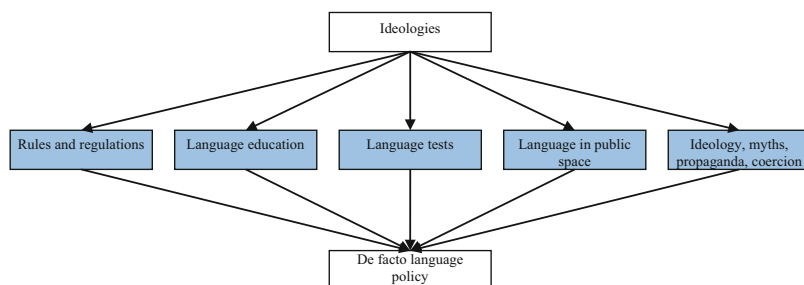 Ideologies
Rules and regulations
Language education
Language tests
Language in public
space
Ideology, myths,
propaganda, coercion
De facto language
policy